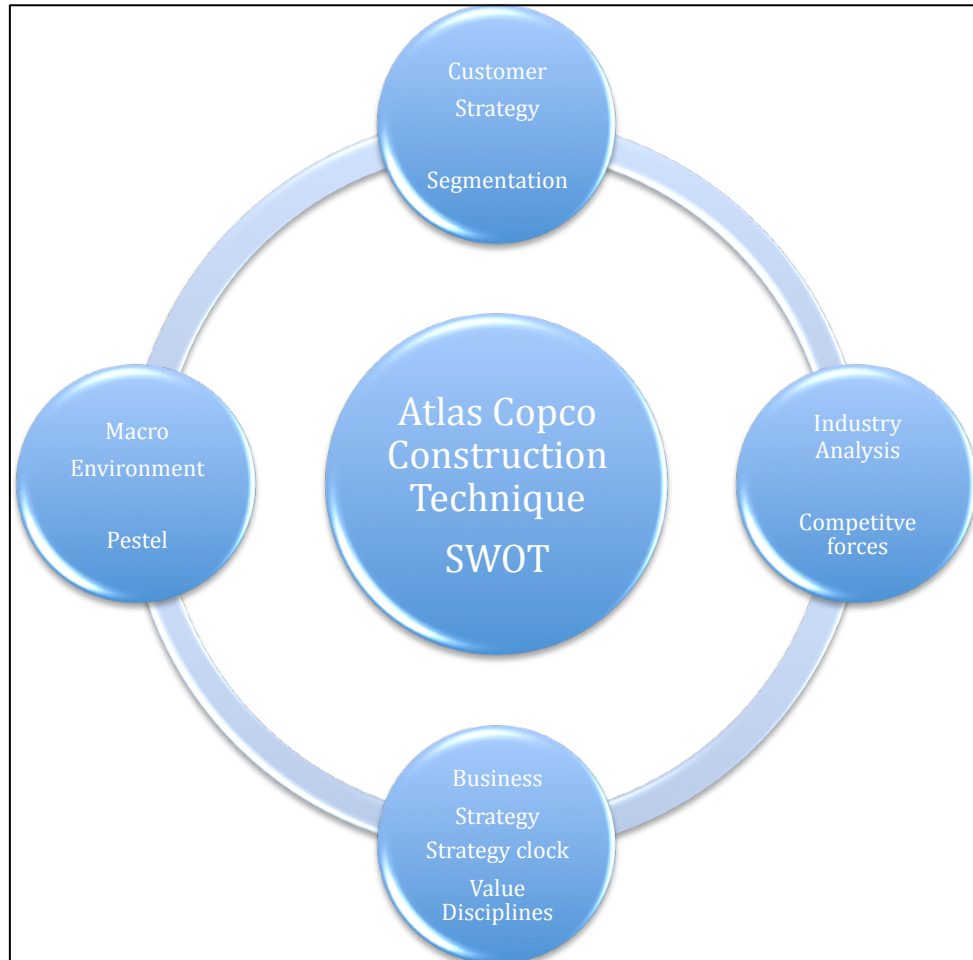 Customer
Strategy
Segmentation
Macro
Environment
Pestel
Atlas Copco
Construction
Technique
SWOT
Industry
Analysis
Competitve
forces
Business
Strategy
Strategy clock
Value
Disciplines